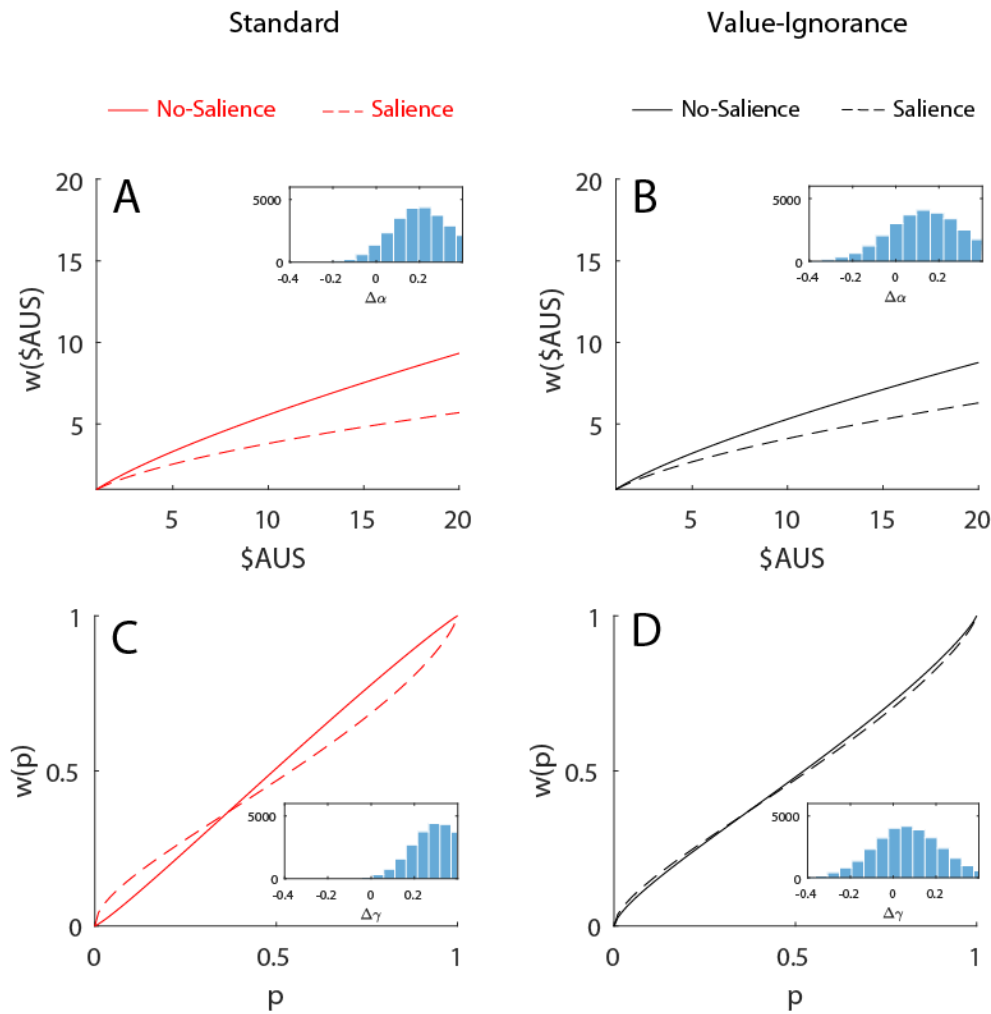 Standard Value-Ignorance
No-Salience Salience No-Salience Salience
A
20
15
10
5
w($AUS)
5 10 15 20
$AUS
5000
0
-0.4 -0.2 0 0.2
Δα
B
20
15
10
5
w($AUS)
5 10 15 20
$AUS
5000
0
-0.4 -0.2 0 0.2
Δα
C
1
0.5
0
w(p)
0 0.5 1
p
5000
0
-0.4 -0.2 0 0.2
Δγ
D
1
0.5
0
w(p)
0 0.5 1
p
5000
0
-0.4 -0.2 0 0.2
Δγ